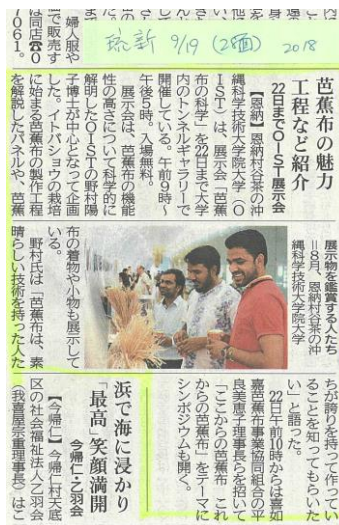 琉新 9/19 2018
芭蕉布の魅力
工程など紹介
22日までOIST展示会
【恩納】恩納村谷茶の沖
縄科学技術大学院大学(O
IST)は、展示会「芭蕉
布の科学」を22日まで大学
内のトンネルギャラリーで
開催している。午前9時〜
午後5時。入場無料。
展示会は、芭蕉布の機能
性の高さについて科学的に
解明したOISTの野村陽
子博士が中心となって企画
した。イトバショウの栽培
に始まる芭蕉布の製作工程
を解説したパネルや、芭蕉
布の着物や小物も展示して
いる。
野村氏は「芭蕉布は、素
晴らしい技術を持った人た
ちが誇りを持って作ってい
ることを知ってもらいた
い」と語った。
22日午前10時からは喜如
嘉芭蕉布事業協同組合の平
良美恵子理事長らを招いて
「ここからの芭蕉布 これ
からの芭蕉布」をテーマに
シンポジウムも開く。
展示物を鑑賞する人たち
=8月、恩納村谷茶の沖
縄科学技術大学院大学
婦人服や
で販売す
は同店☎0
7061。
浜で海に浸かり
「最高」笑顔満開
今帰仁・乙羽会
【今帰仁】今帰仁村天底
区の社会福祉法人乙羽会
(我喜屋宗重理事長)はこ